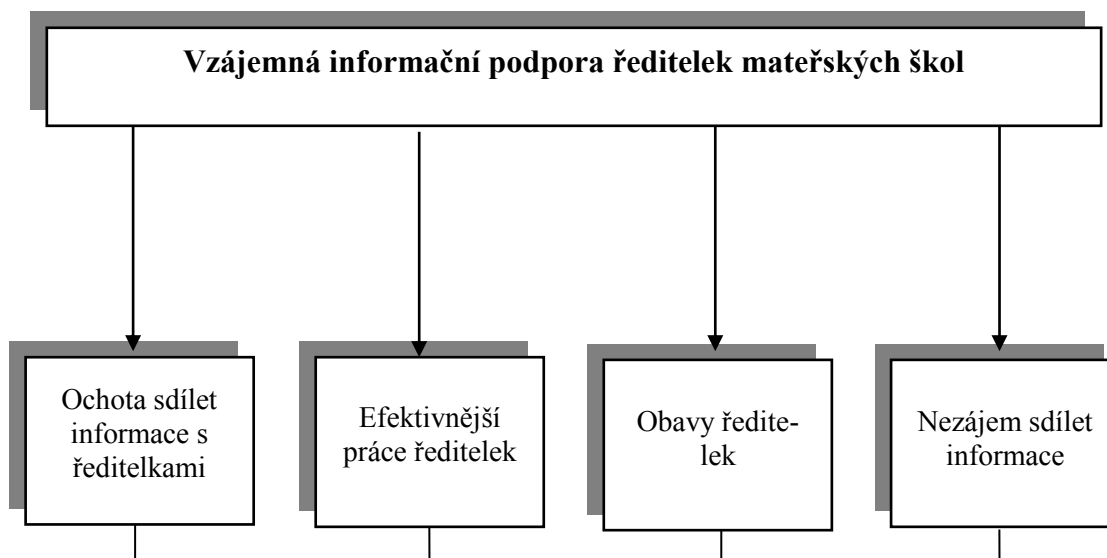 Vzájemná informační podpora ředitelek mateřských škol
Ochota sdílet
informace s
ředitelkami
Efektivnější
práce ředitelek
Obavy ředite-
lek
Nezájem sdílet
informace